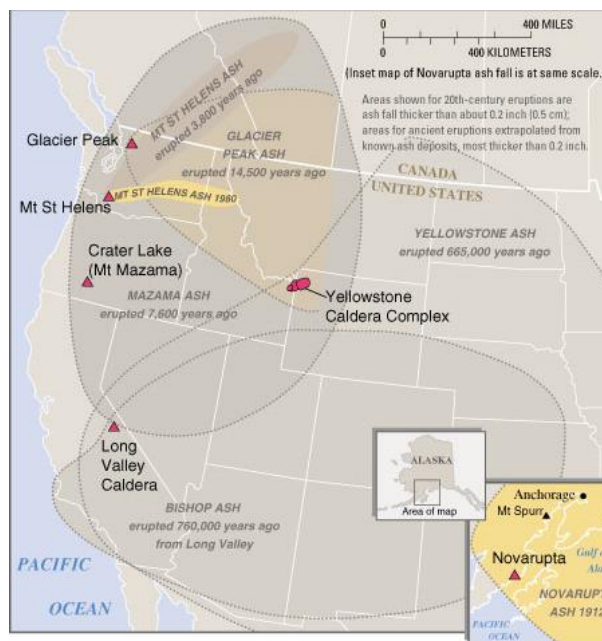 0 400 MILES
0 400 KILOMETERS
(Inset map of Novarupta ash fall is at same scale.
Areas shown for 20th-century eruptions are
ash fall thicker than about 0.2 inch (0.5 cm);
areas for ancient eruptions extrapolated from
known ash deposits, most thicker than 0.2 inch.
MT ST HELENS ASH
erupted 3,800 years ago
Glacier Peak
GLACIER
PEAK ASH
erupted 14,500 years ago
CANADA
UNITED STATES
MT ST HELENS ASH 1980
Mt St Helens
YELLOWSTONE ASH
erupted 665,000 years ago
Crater Lake
(Mt Mazama)
MAZAMA ASH
erupted 7,600 years ago
Yellowstone
Caldera Complex
Long
Valley
Caldera
ALASKA
Area of map
BISHOP ASH
erupted 760,000 years ago
from Long Valley
PACIFIC
OCEAN
Anchorage
Mt Spurr
Gulf
Ala
Novarupta
NOVARUPT
ASH 1912
PACIFIC
OCEAN